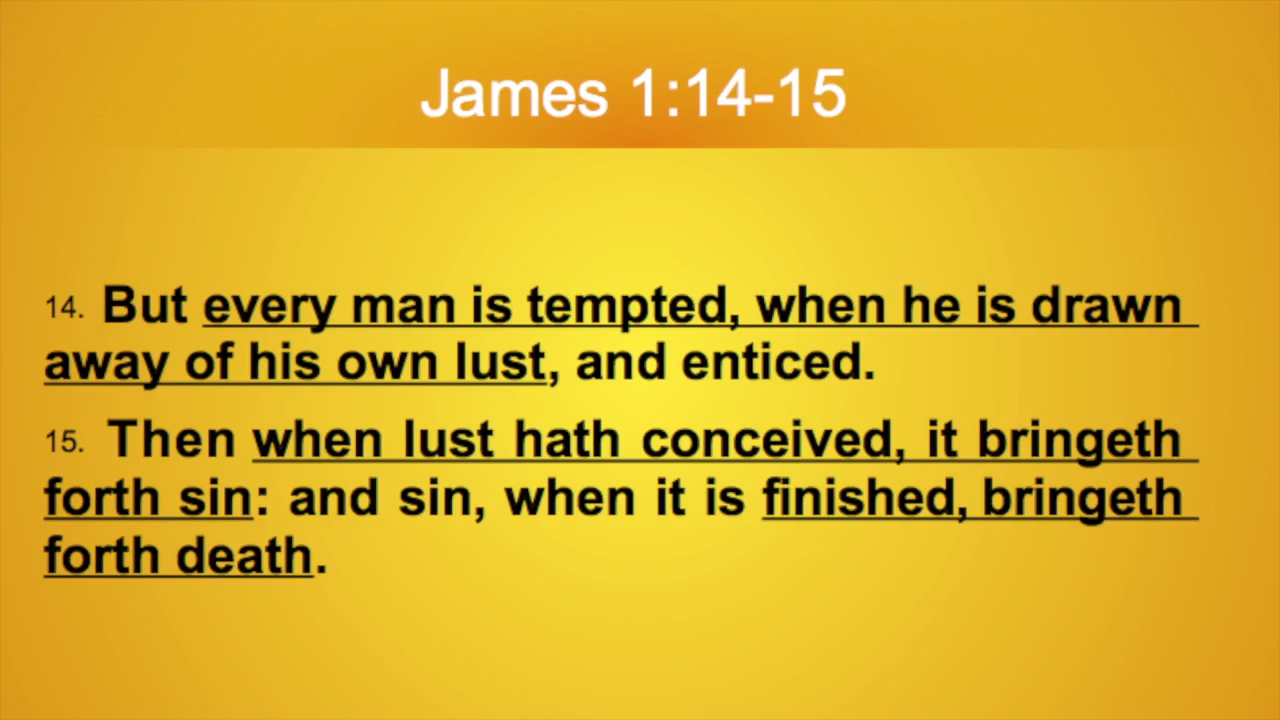 James 1:14-15
14. But every man is tempted, when he is drawn
away of his own lust, and enticed.
15. Then when lust hath conceived, it bringeth
forth sin: and sin, when it is finished, bringeth
forth death.